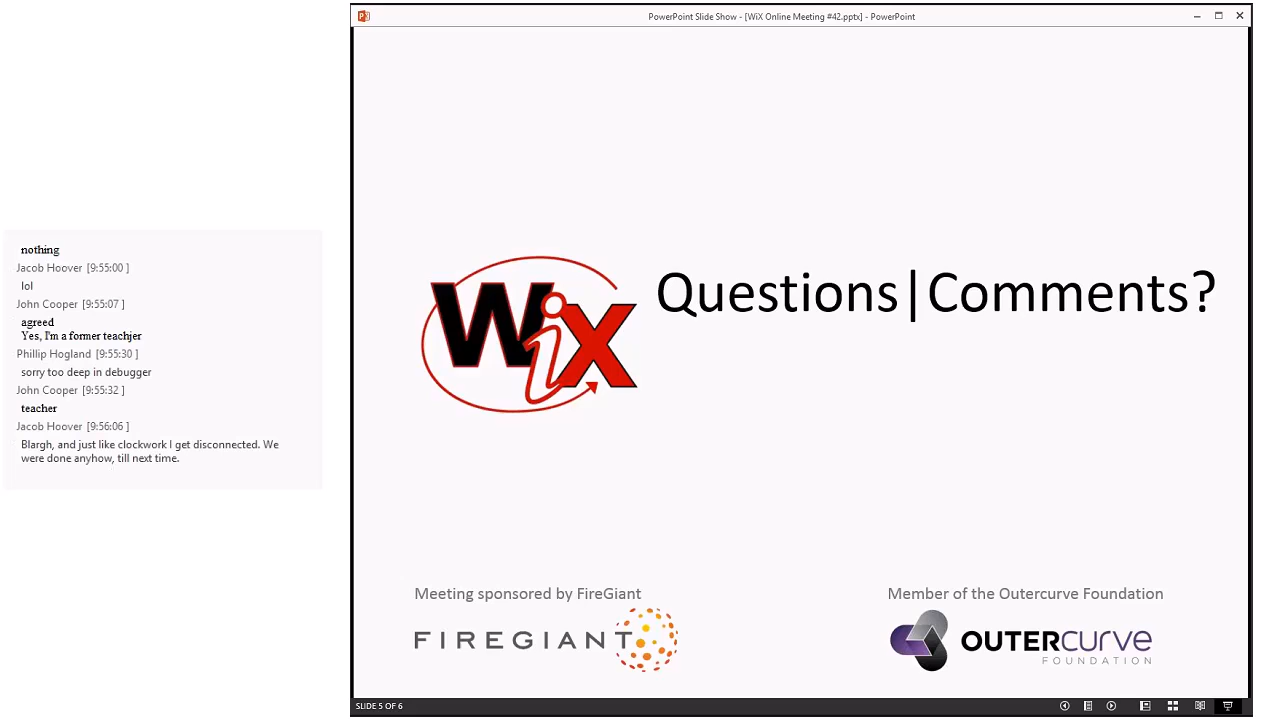 PowerPoint Slide Show - [WiX Online Meeting #42.pptx] - PowerPoint
nothing
Jacob Hoover [9:55:00 ]
lol
John Cooper [9:55:07 ]
agreed
Yes, I'm a former teachjer
Phillip Hogland [9:55:30 ]
sorry too deep in debugger
John Cooper [9:55:32 ]
teacher
Jacob Hoover [9:56:06 ]
Blargh, and just like clockwork I get disconnected. We
were done anyhow, till next time.
WiX
Questions|Comments?
Meeting sponsored by FireGiant
FIREGIANT
Member of the Outercurve Foundation
OUTERCURVE
FOUNDATION
SLIDE 5 OF 6